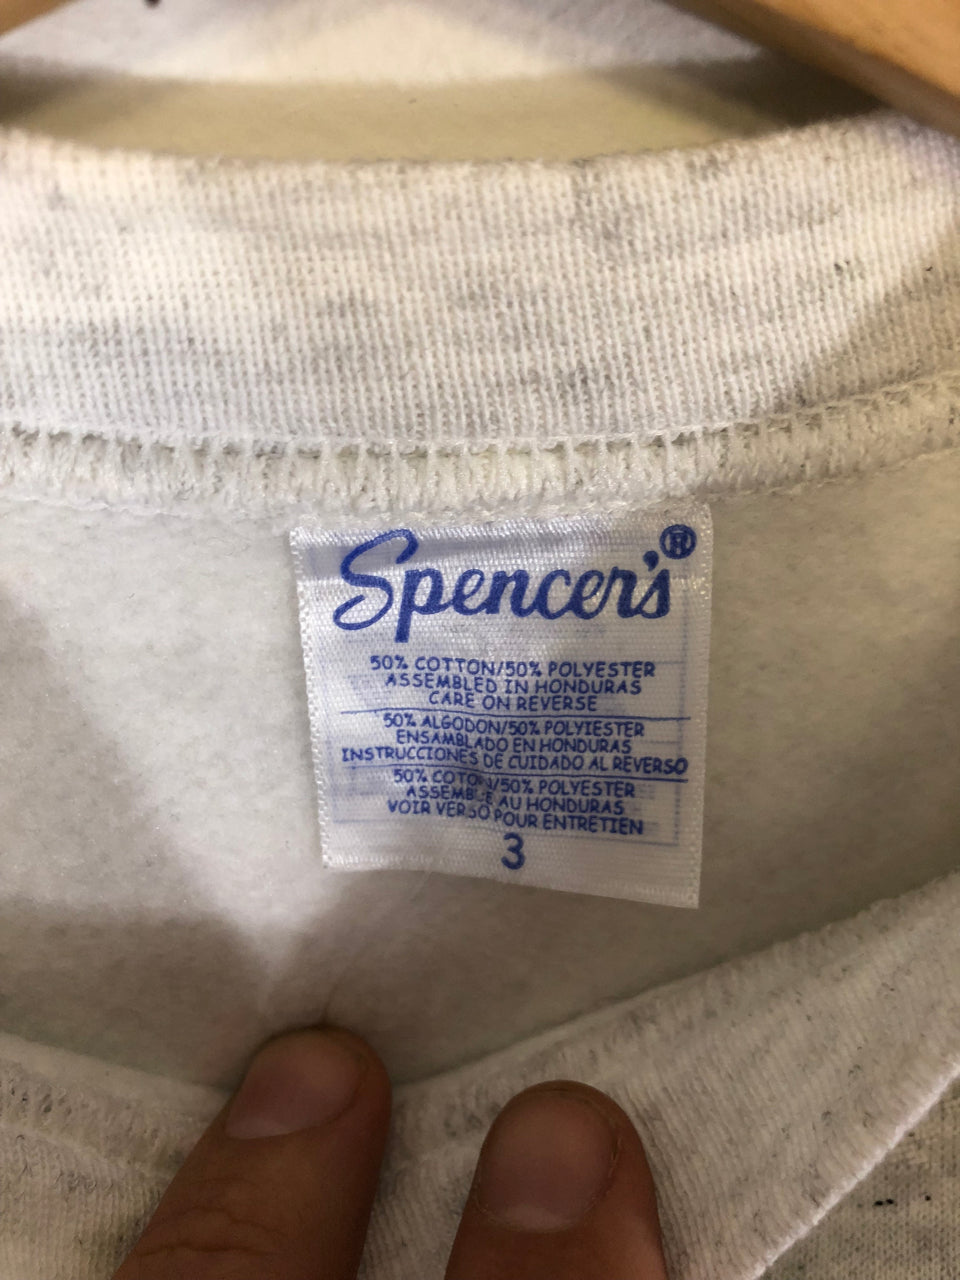 Spencer's®
50% COTTON/50% POLYESTER
ASSEMBLED IN HONDURAS
CARE ON REVERSE
50% ALGODON/50% POLYIESTER
ENSAMBLADO EN HONDURAS
INSTRUCCIONES DE CUIDADO AL REVERSO
50% COTON/50% POLYESTER
ASSEMBLE AU HONDURAS
VOIR VERSO POUR ENTRETIEN
3